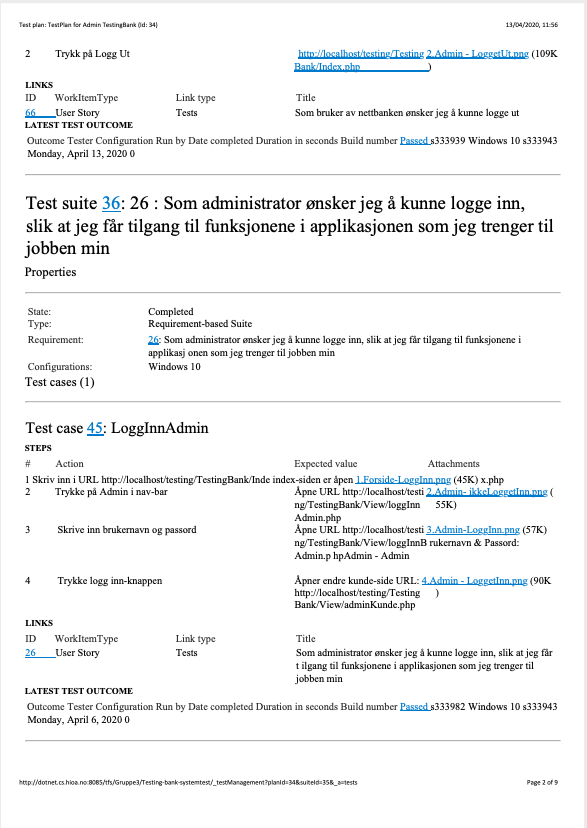 Test plan: TestPlan for Admin TestingBank (Id: 34) 13/04/2020, 11:56
2 Trykk på Logg Ut http://localhost/testing/Testing 2.Admin - LoggetUt.png (109K
Bank/Index.php )
LINKS
ID WorkItemType Link type Title
66 User Story Tests Som bruker av nettbanken ønsker jeg å kunne logge ut
LATEST TEST OUTCOME
Outcome Tester Configuration Run by Date completed Duration in seconds Build number Passed s333939 Windows 10 s333943
Monday, April 13, 2020 0
Test suite 36: 26 : Som administrator ønsker jeg å kunne logge inn,
slik at jeg får tilgang til funksjonene i applikasjonen som jeg trenger til
jobben min
Properties
State: Completed
Type: Requirement-based Suite
Requirement: 26: Som administrator ønsker jeg å kunne logge inn, slik at jeg får tilgang til funksjonene i
applikasj onen som jeg trenger til jobben min
Configurations: Windows 10
Test cases (1)
Test case 45: LoggInnAdmin
STEPS
# Action Expected value Attachments
1 Skriv inn i URL http://localhost/testing/TestingBank/Inde index-siden er åpen 1.Forside-LoggInn.png (45K) x.php
2 Trykke på Admin i nav-bar Åpne URL http://localhost/testi 2.Admin- ikkeLoggetInn.png (
ng/TestingBank/View/loggInn 55K)
Admin.php
3 Skrive inn brukernavn og passord Åpne URL http://localhost/testi 3.Admin-LoggInn.png (57K)
ng/TestingBank/View/loggInnB rukernavn & Passord:
Admin.p hpAdmin - Admin
4 Trykke logg inn-knappen Åpner endre kunde-side URL: 4.Admin - LoggetInn.png (90K
http://localhost/testing/Testing )
Bank/View/adminKunde.php
LINKS
ID WorkItemType Link type Title
26 User Story Tests Som administrator ønsker jeg å kunne logge inn, slik at jeg får
t ilgang til funksjonene i applikasjonen som jeg trenger til
jobben min
LATEST TEST OUTCOME
Outcome Tester Configuration Run by Date completed Duration in seconds Build number Passed s333982 Windows 10 s333943
Monday, April 6, 2020 0
http://dotnet.cs.hioa.no:8085/tfs/Gruppe3/Testing-bank-systemtest/_testManagement?planId=34&suiteId=35&_a=tests Page 2 of 9